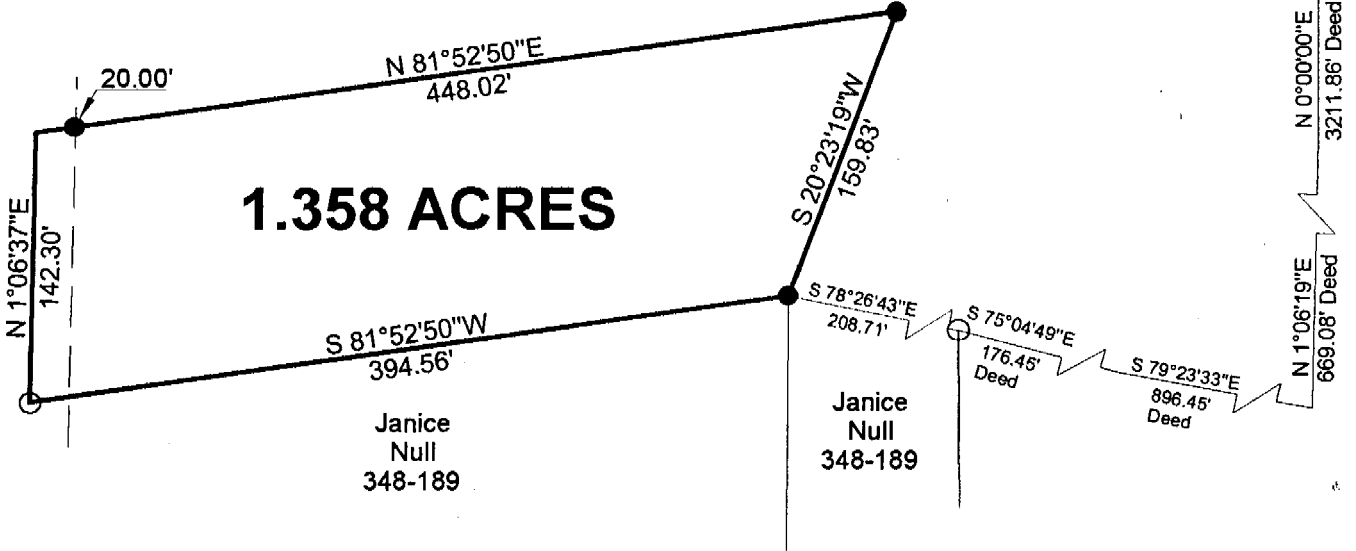 N 81°52'50"E
448.02'
20.00'
N 1°06'37"E
142.30'
1.358 ACRES
S 20°23'19"W
159.83'
S 81°52'50"W
394.56'
Janice
Null
348-189
S 78°26'43"E
208.71'
Janice
Null
348-189
S 75°04'49"E
176.45'
Deed
S 79°23'33"E
896.45'
Deed
N 0°00'00"E
3211.86' Deed
N 1°06'19"E
669.08' Deed